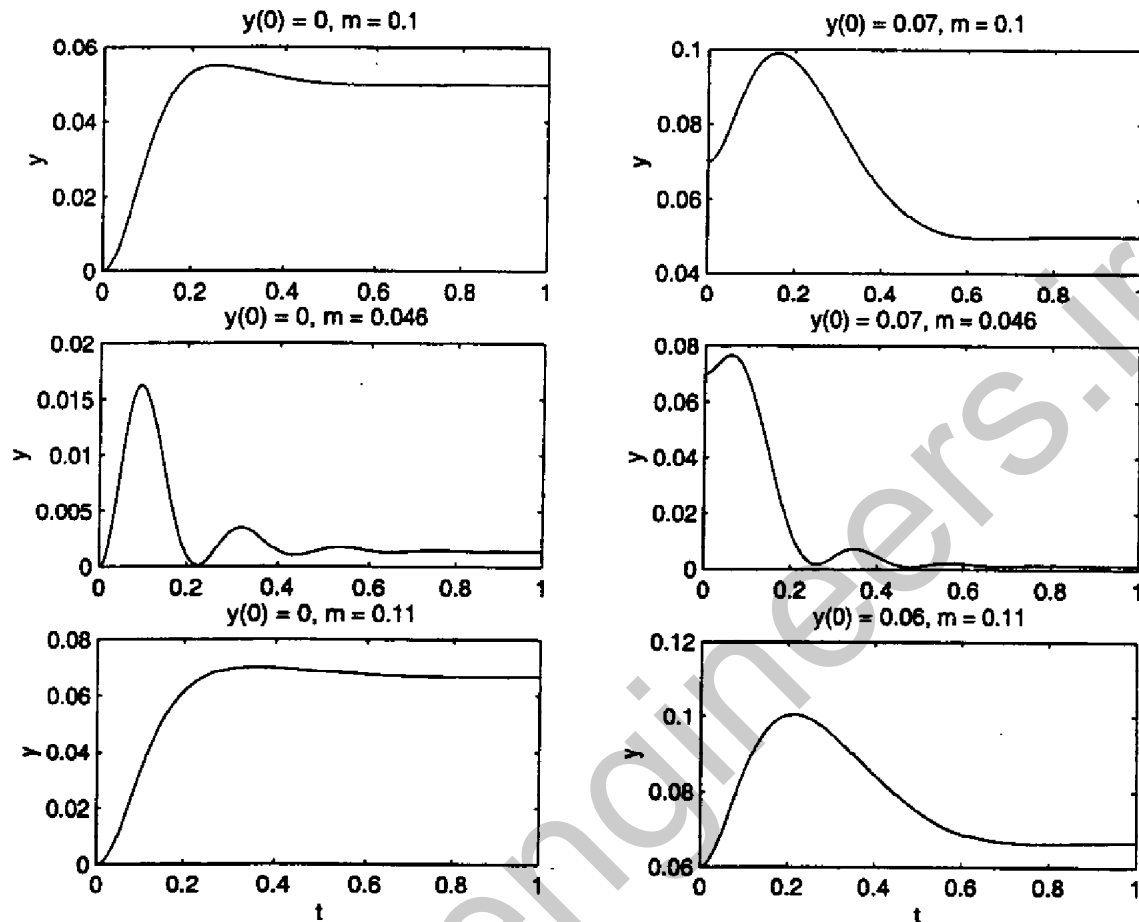 y(0) = 0, m = 0.1
0.06
0.04
0.02
0
y
0 0.2 0.4 0.6 0.8 1
y(0) = 0.07, m = 0.1
0.1
0.08
0.06
0.04
y
0 0.2 0.4 0.6 0.8 1
y(0) = 0, m = 0.046
0.02
0.015
0.01
0.005
0
y
0 0.2 0.4 0.6 0.8 1
y(0) = 0.07, m = 0.046
0.08
0.06
0.04
0.02
0
y
0 0.2 0.4 0.6 0.8 1
y(0) = 0, m = 0.11
0.08
0.06
0.04
0.02
0
y
0 0.2 0.4 0.6 0.8 1
t
y(0) = 0.06, m = 0.11
0.12
0.1
0.08
0.06
y
0 0.2 0.4 0.6 0.8 1
t
engineers.ir